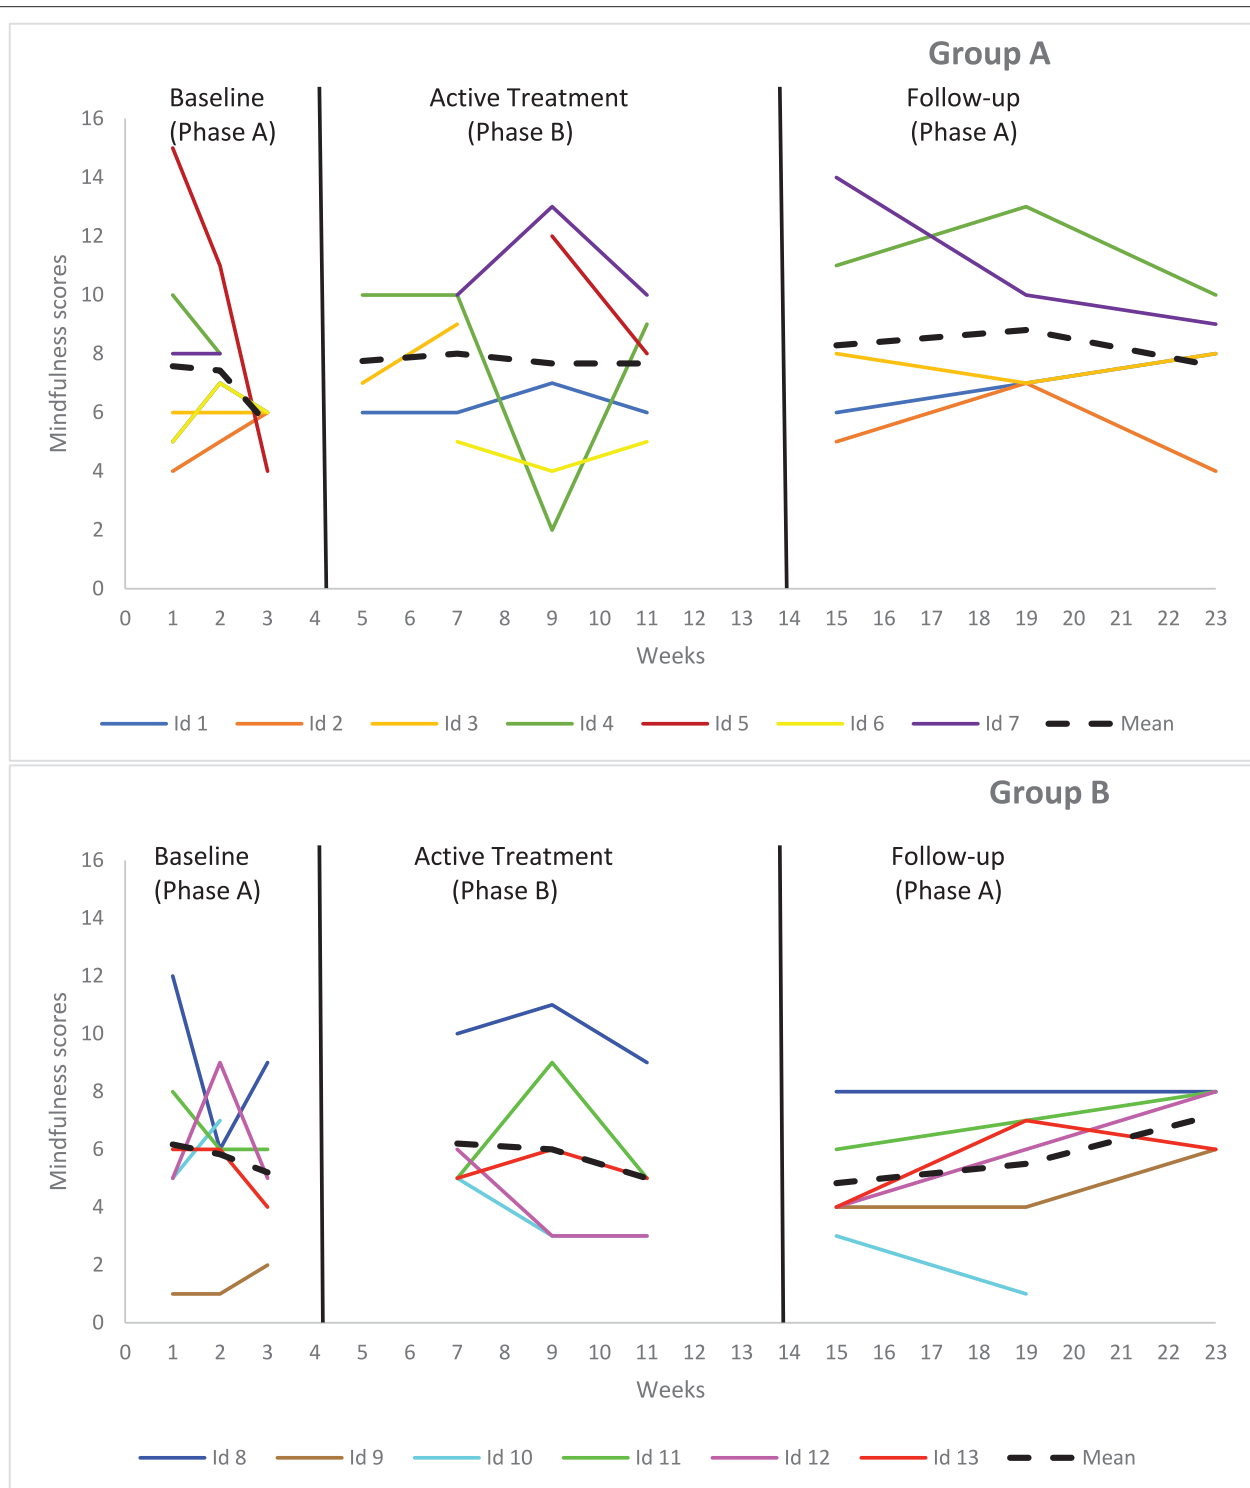 Group A
Baseline
(Phase A)
Active Treatment
(Phase B)
Follow-up
(Phase A)
16
14
12
10
8
6
4
2
0
Mindfulness scores
0 1 2 3 4 5 6 7 8 9 10 11 12 13 14 15 16 17 18 19 20 21 22 23
Weeks
Id 1 Id 2 Id 3 Id 4 Id 5 Id 6 Id 7 Mean
Group B
Baseline
(Phase A)
Active Treatment
(Phase B)
Follow-up
(Phase A)
16
14
12
10
8
6
4
2
0
Mindfulness scores
0 1 2 3 4 5 6 7 8 9 10 11 12 13 14 15 16 17 18 19 20 21 22 23
Weeks
Id 8 Id 9 Id 10 Id 11 Id 12 Id 13 Mean